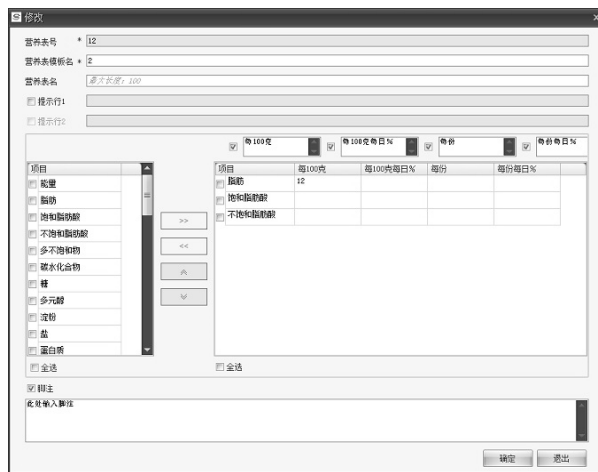 S 修改 x
营养表号 * 12
营养表模板名 * 2
营养表名 最大长度: 100
提示行1
提示行2
每100克 每100克每日% 每份 每份每日%
项目
能量
脂肪
饱和脂肪酸
不饱和脂肪酸
多不饱和物
碳水化合物
糖
多元醇
淀粉
盐
蛋白质
全选
>>
<<
项目 每100克 每100克每日% 每份 每份每日%
脂肪 12
饱和脂肪酸
不饱和脂肪酸
全选
脚注
此处输入脚注
确定 退出